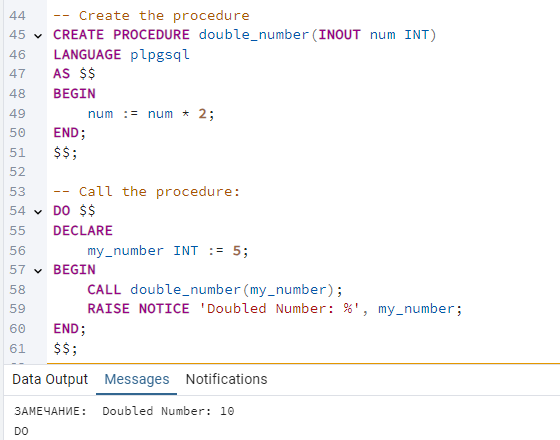 44 -- Create the procedure
45 CREATE PROCEDURE double_number(INOUT num INT)
46 LANGUAGE plpgsql
47 AS $$
48 BEGIN
49     num := num * 2;
50 END;
51 $$;
52
53 -- Call the procedure:
54 DO $$
55 DECLARE
56     my_number INT := 5;
57 BEGIN
58     CALL double_number(my_number);
59     RAISE NOTICE 'Doubled Number: %', my_number;
60 END;
61 $$;
Data Output Messages Notifications
ЗАМЕЧАНИЕ:  Doubled Number: 10
DO